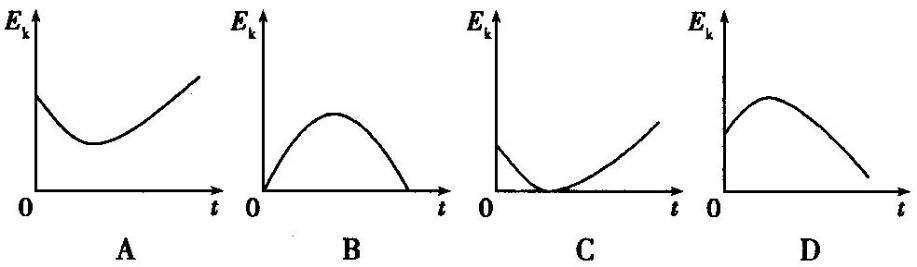 Eₖ Eₖ Eₖ Eₖ
0 t 0 t 0 t 0 t
A B C D